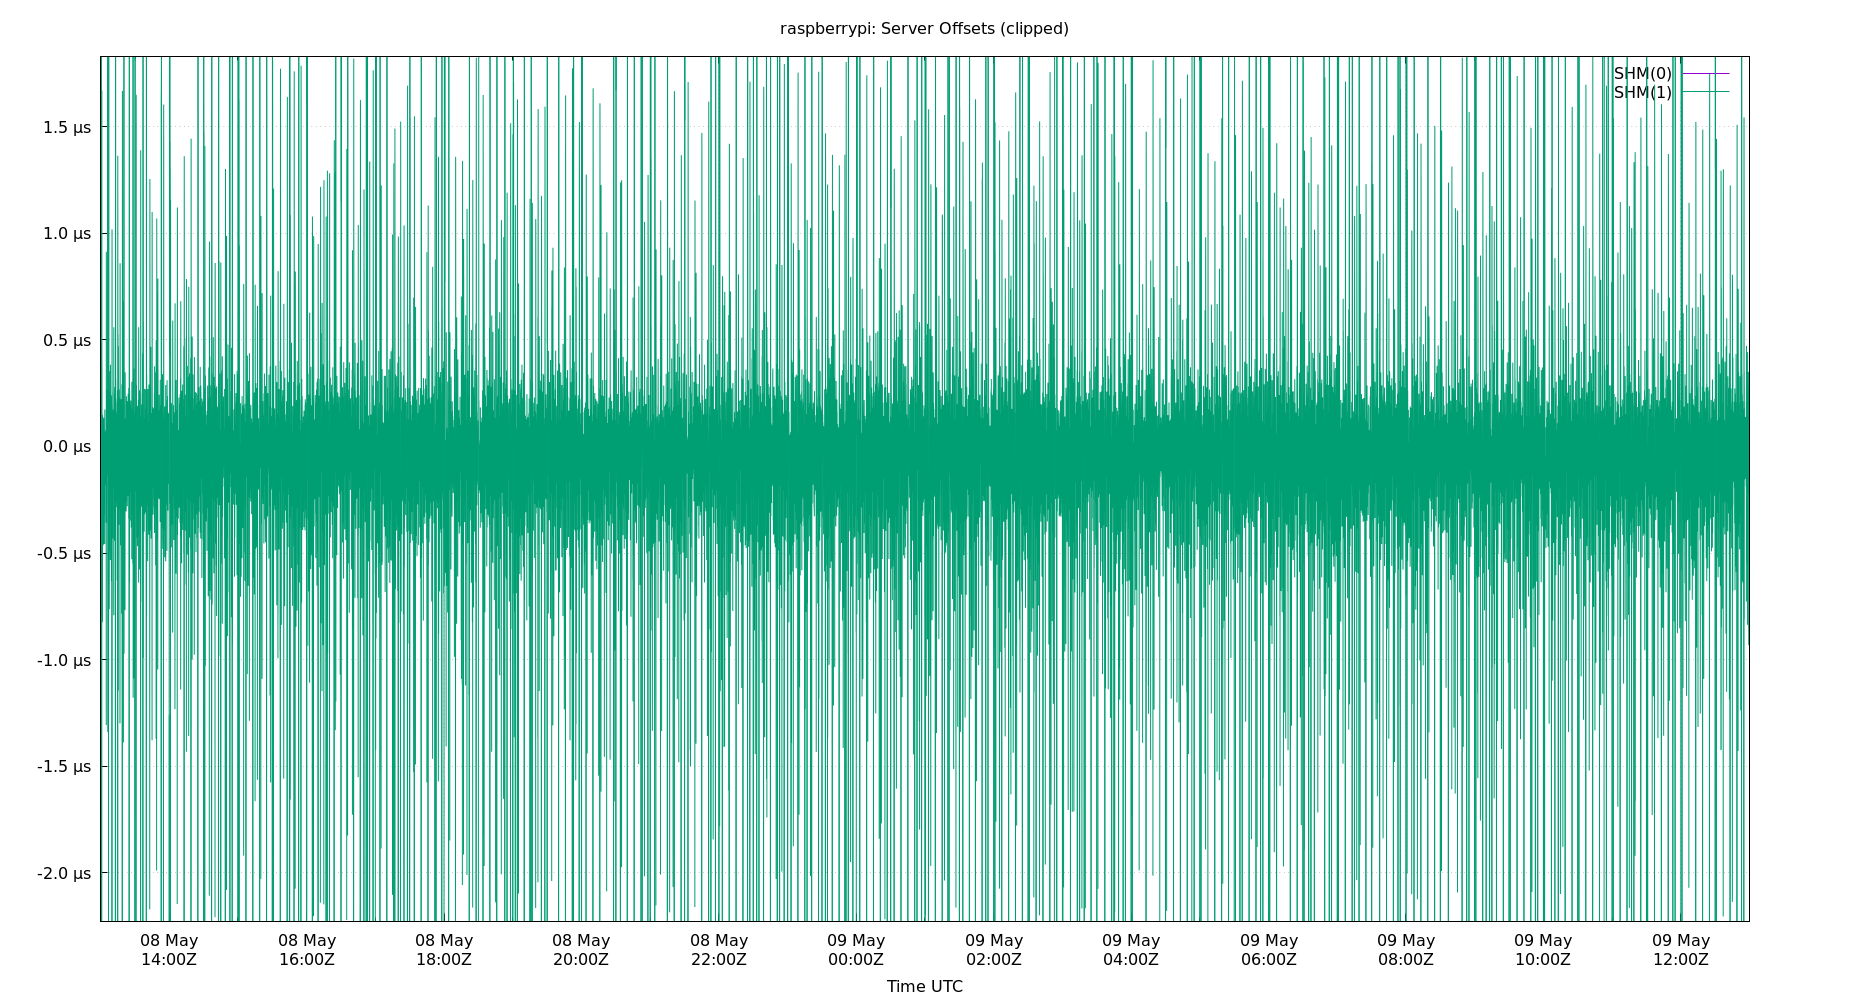 raspberrypi: Server Offsets (clipped)
SHM(0)
SHM(1)
1.5 µs
1.0 µs
0.5 µs
0.0 µs
-0.5 µs
-1.0 µs
-1.5 µs
-2.0 µs
08 May 08 May 08 May 08 May 08 May 09 May 09 May 09 May 09 May 09 May 09 May 09 May
14:00Z 16:00Z 18:00Z 20:00Z 22:00Z 00:00Z 02:00Z 04:00Z 06:00Z 08:00Z 10:00Z 12:00Z
Time UTC